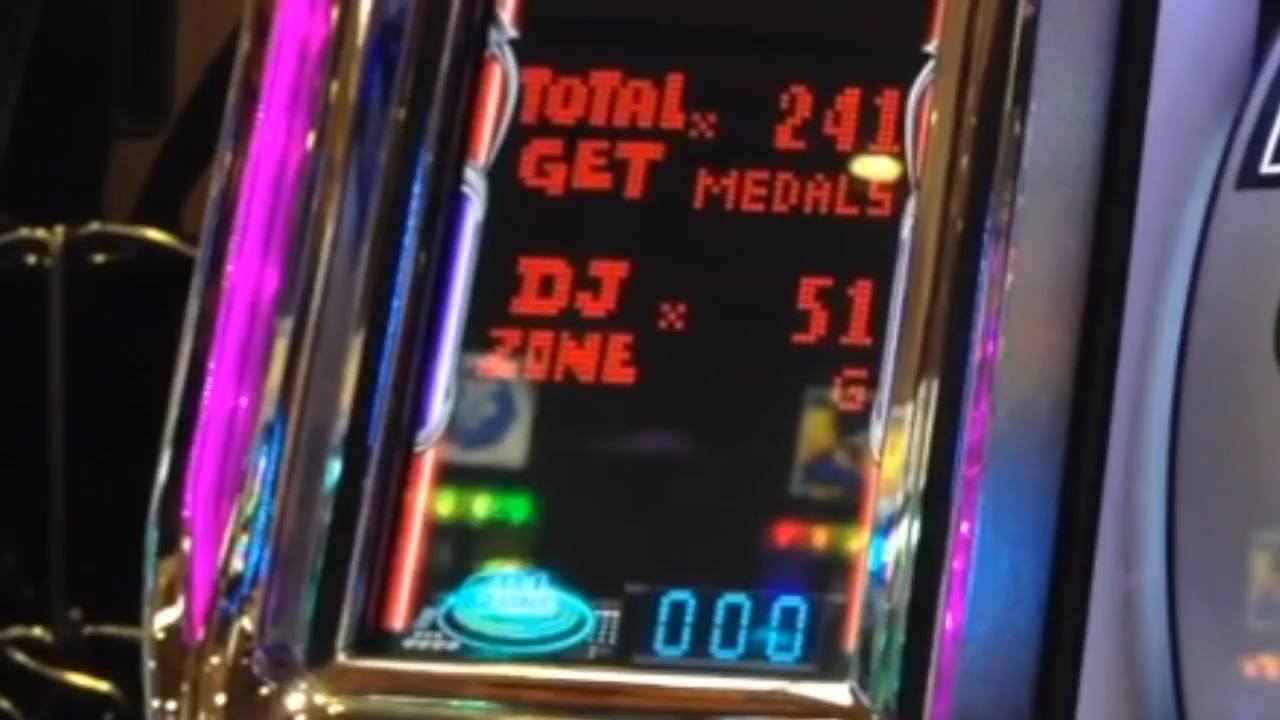 TOTAL × 241
GET MEDALS
DJ × 51
ZONE G
000